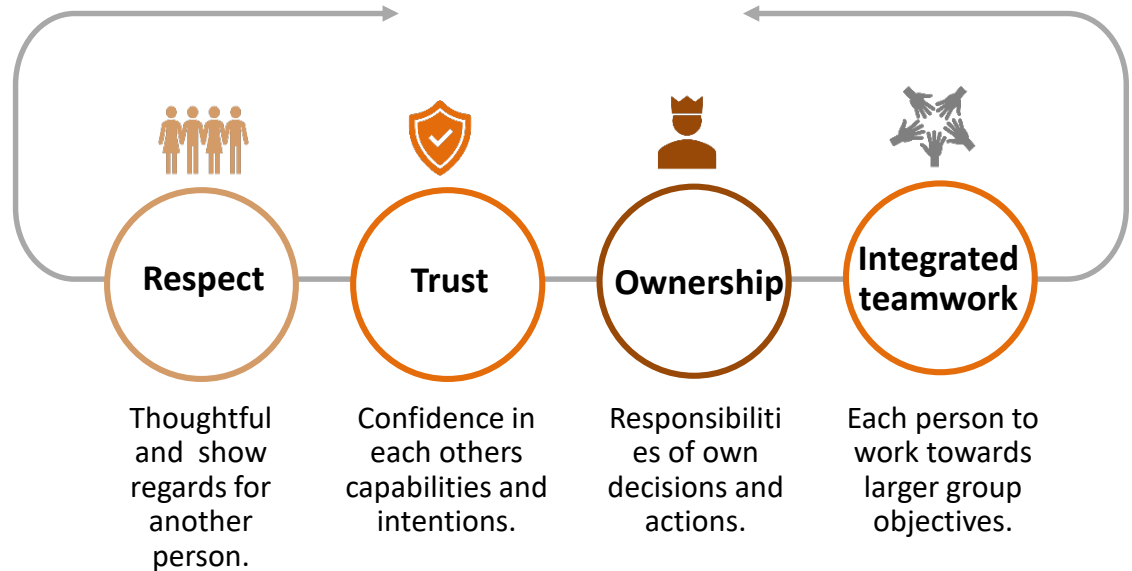 Respect
Trust
Ownership
Integrated
teamwork
Thoughtful
and  show
regards for
another
person.
Confidence in
each others
capabilities and
intentions.
Responsibiliti
es of own
decisions and
actions.
Each person to
work towards
larger group
objectives.